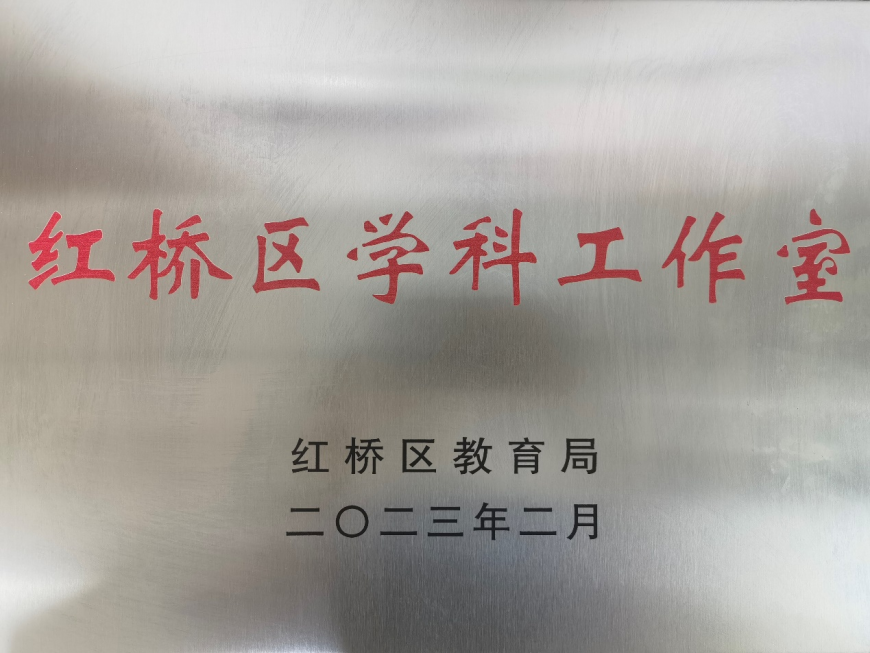 红桥区学科工作室
红桥区教育局
二〇二三年二月